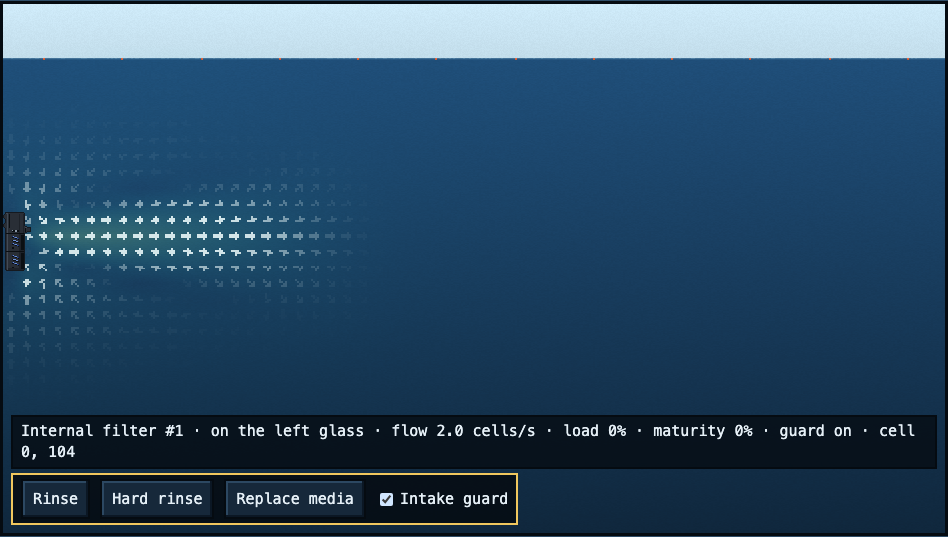 Internal filter #1 · on the left glass · flow 2.0 cells/s · load 0% · maturity 0% · guard on · cell
0, 104
Rinse Hard rinse Replace media Intake guard